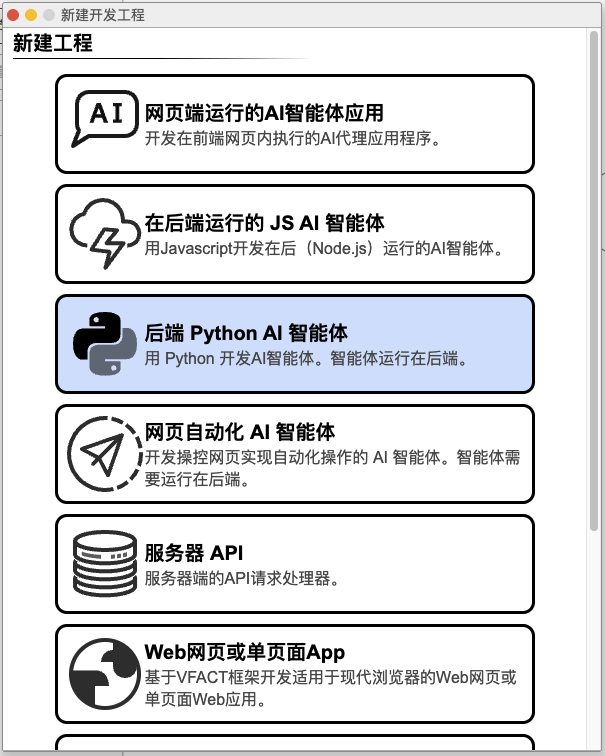 新建开发工程
新建工程
AI
网页端运行的AI智能体应用
开发在前端网页内执行的AI代理应用程序。
在后端运行的 JS AI 智能体
用Javascript开发在后（Node.js）运行的AI智能体。
后端 Python AI 智能体
用 Python 开发AI智能体。智能体运行在后端。
网页自动化 AI 智能体
开发操控网页实现自动化操作的 AI 智能体。智能体需
要运行在后端。
服务器 API
服务器端的API请求处理器。
Web网页或单页面App
基于VFACT框架开发适用于现代浏览器的Web网页或
单页面Web应用。